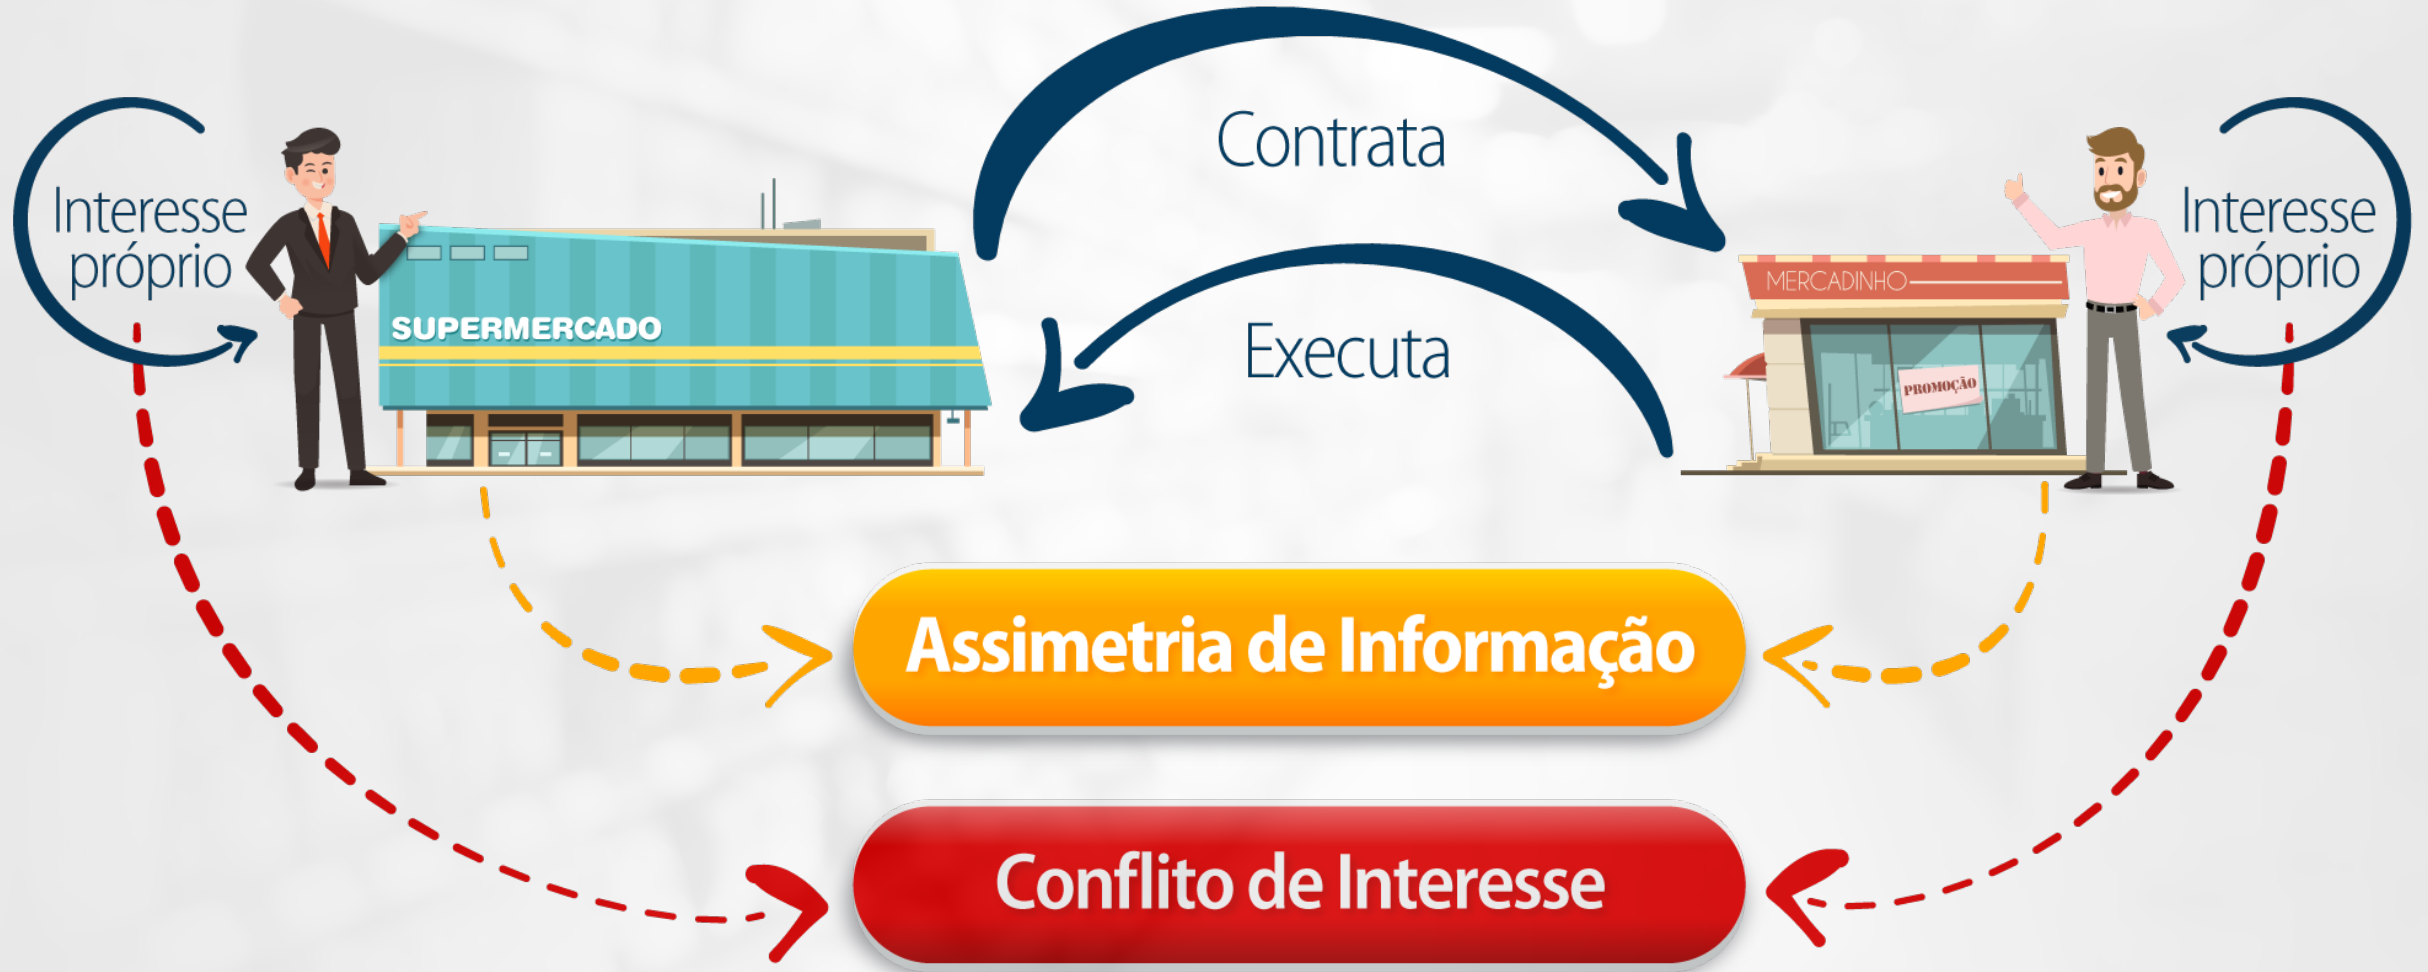 Contrata
Interesse
próprio
Interesse
próprio
MERCADINHO
SUPERMERCADO
Executa
PROMOÇÃO
Assimetria de Informação
Conflito de Interesse